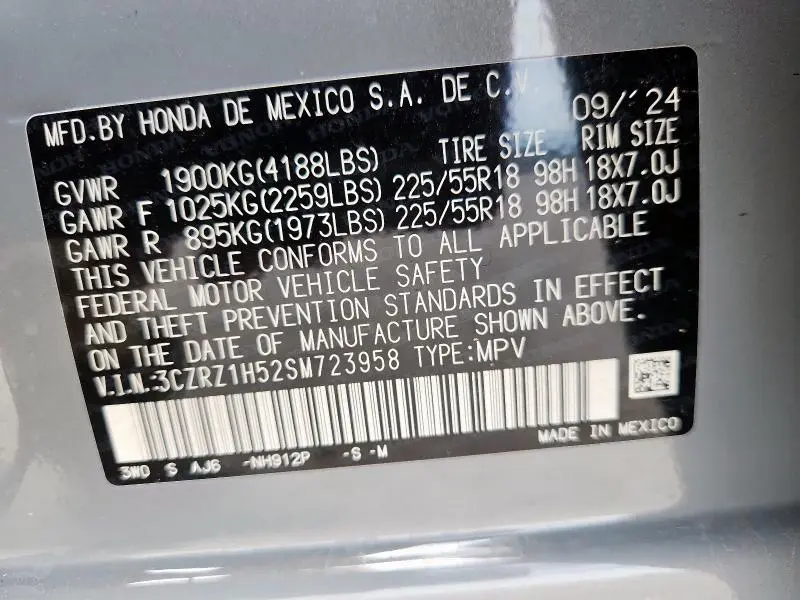 MFD.BY HONDA DE MEXICO S.A. DE C.V. 09/'24
GVWR 1900KG(4188LBS) TIRE SIZE RIM SIZE
GAWR F 1025KG(2259LBS) 225/55R18 98H 18X7.0J
GAWR R 895KG(1973LBS) 225/55R18 98H 18X7.0J
THIS VEHICLE CONFORMS TO ALL APPLICABLE
FEDERAL MOTOR VEHICLE SAFETY
AND THEFT PREVENTION STANDARDS IN EFFECT
ON THE DATE OF MANUFACTURE SHOWN ABOVE.
V.I.N.:3CZRZ1H52SM723958 TYPE:MPV
MADE IN MEXICO
3WD S AJ6 -NH912P -S -M